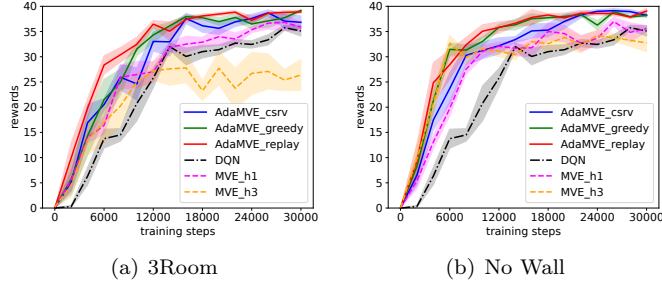 40
35
30
25
20
15
10
5
0
rewards
AdaMVE_csrv
AdaMVE_greedy
AdaMVE_replay
DQN
MVE_h1
MVE_h3
0 6000 12000 18000 24000 30000
training steps
(a) 3Room
40
35
30
25
20
15
10
5
0
rewards
AdaMVE_csrv
AdaMVE_greedy
AdaMVE_replay
DQN
MVE_h1
MVE_h3
0 6000 12000 18000 24000 30000
training steps
(b) No Wall